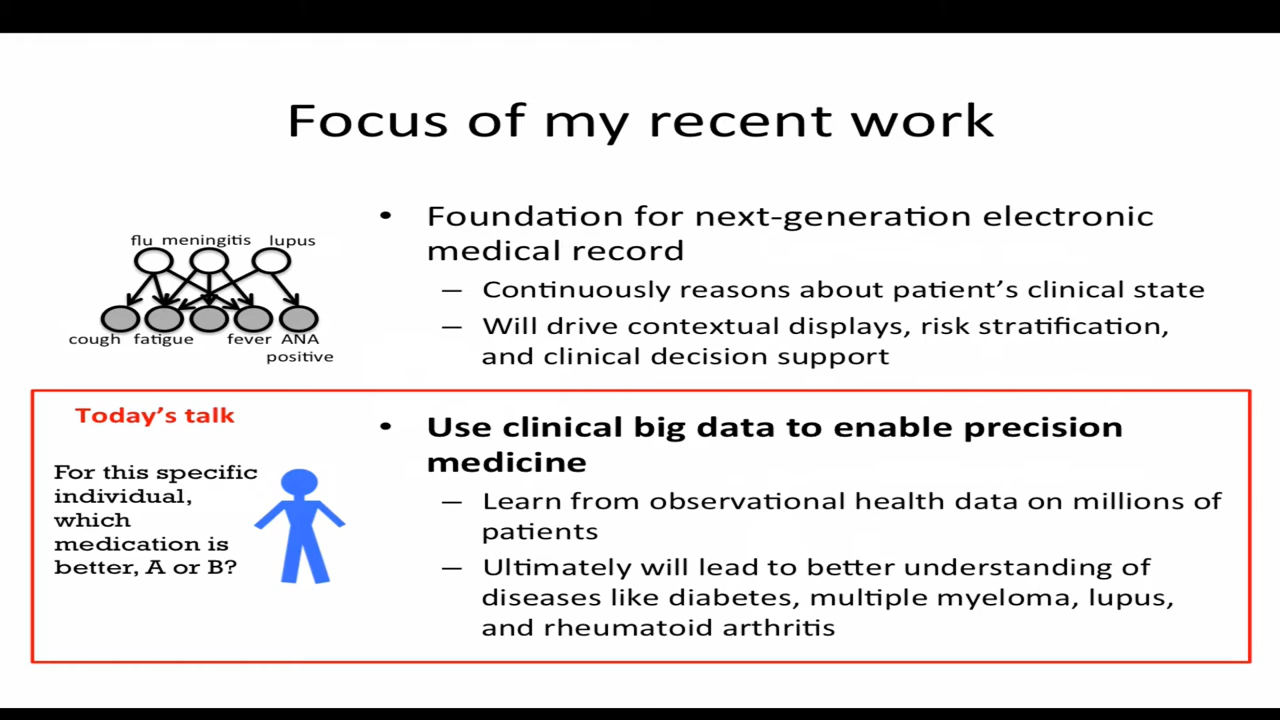 Focus of my recent work
flu meningitis lupus
cough fatigue fever ANA
positive
• Foundation for next-generation electronic
medical record
– Continuously reasons about patient's clinical state
– Will drive contextual displays, risk stratification,
and clinical decision support
Today's talk
For this specific
individual,
which
medication is
better, A or B?
• Use clinical big data to enable precision
medicine
– Learn from observational health data on millions of
patients
– Ultimately will lead to better understanding of
diseases like diabetes, multiple myeloma, lupus,
and rheumatoid arthritis